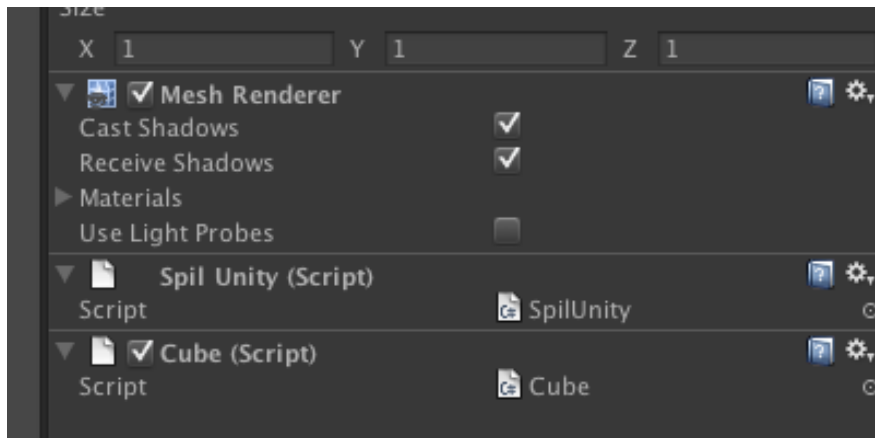 Size
X 1 Y 1 Z 1
Mesh Renderer
Cast Shadows
Receive Shadows
Materials
Use Light Probes
Spil Unity (Script)
Script C# SpilUnity
Cube (Script)
Script C# Cube